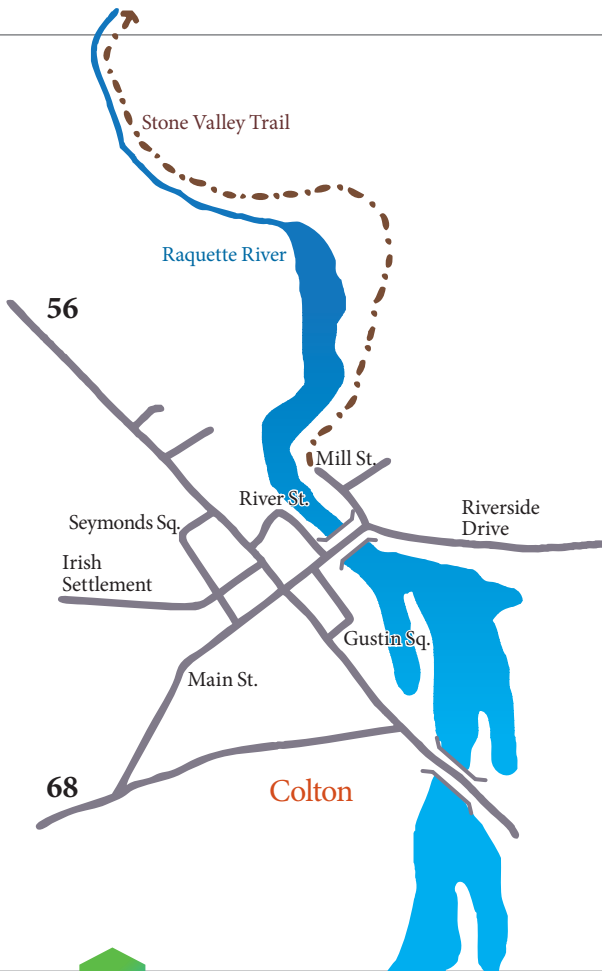 Stone Valley Trail
Raquette River
56
Mill St.
River St.
Riverside
Drive
Seymonds Sq.
Irish
Settlement
Gustin Sq.
Main St.
68
Colton